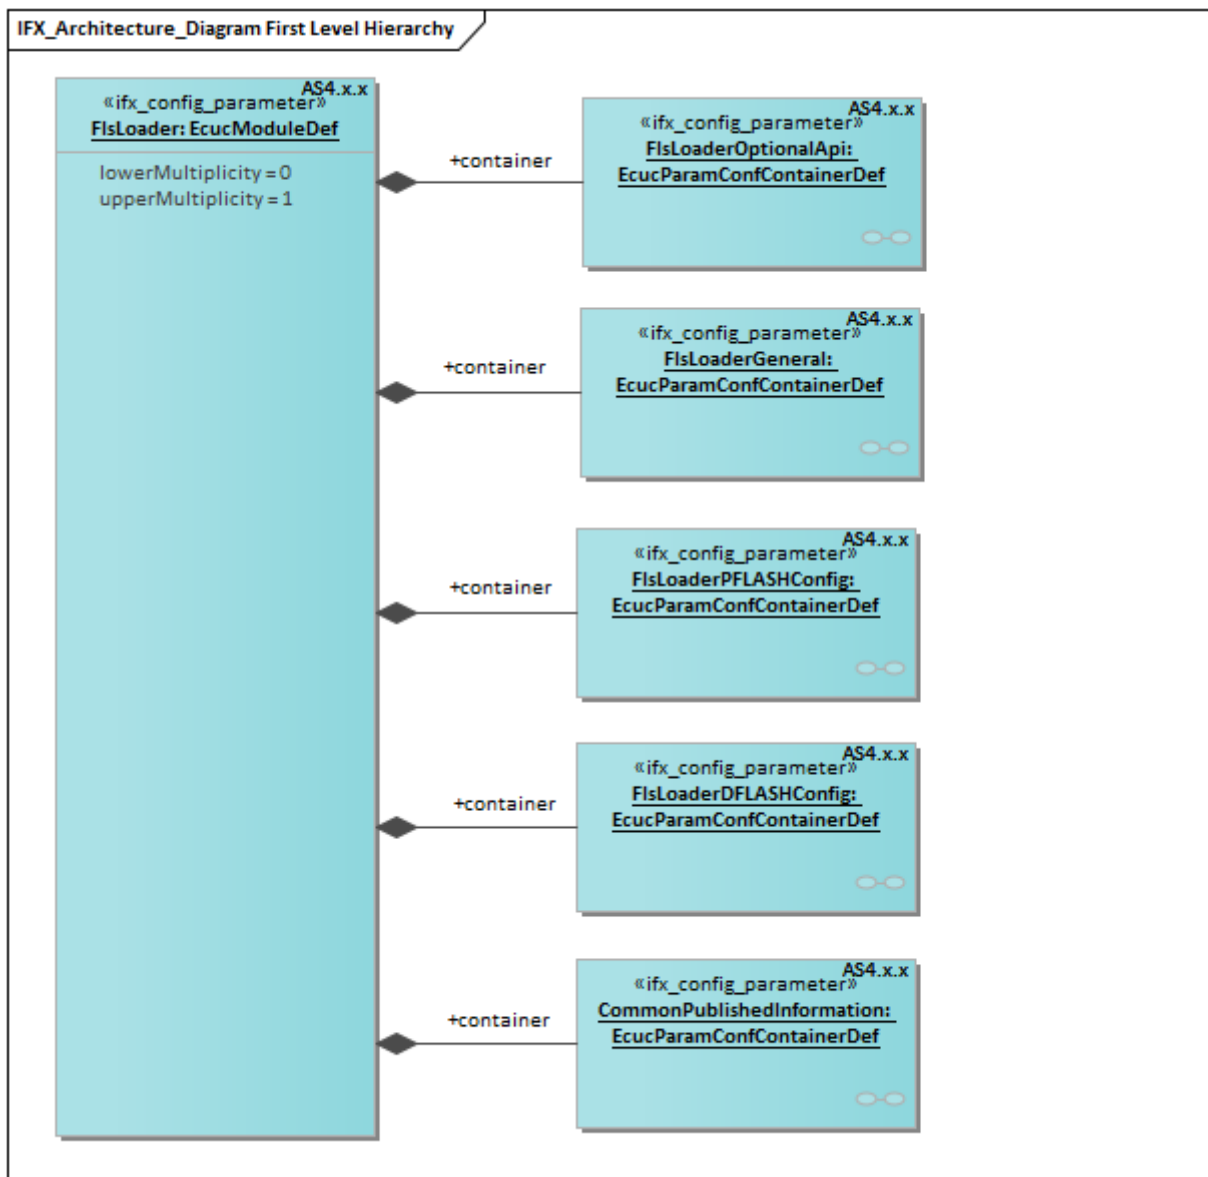 IFX_Architecture_Diagram First Level Hierarchy
AS4.x.x
«ifx_config_parameter»
FlsLoader: EcucModuleDef
lowerMultiplicity = 0
upperMultiplicity = 1
+container
AS4.x.x
«ifx_config_parameter»
FlsLoaderOptionalApi:
EcucParamConfContainerDef
+container
AS4.x.x
«ifx_config_parameter»
FlsLoaderGeneral:
EcucParamConfContainerDef
+container
AS4.x.x
«ifx_config_parameter»
FlsLoaderPFLASHConfig:
EcucParamConfContainerDef
+container
AS4.x.x
«ifx_config_parameter»
FlsLoaderDFLASHConfig:
EcucParamConfContainerDef
+container
AS4.x.x
«ifx_config_parameter»
CommonPublishedInformation:
EcucParamConfContainerDef